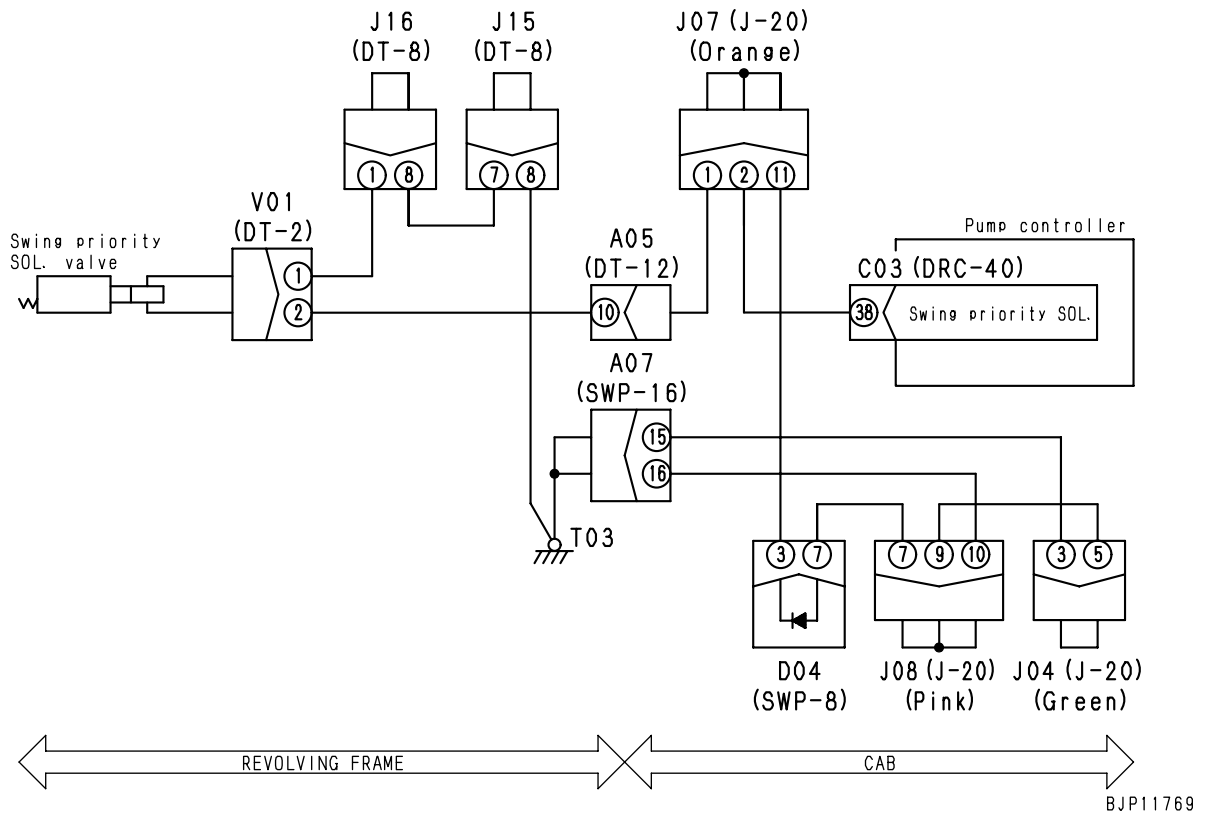 J16
(DT-8)
J15
(DT-8)
J07 (J-20)
(Orange)
1
8
7
8
1
2
11
V01
(DT-2)
Swing priority
SOL. valve
1
2
A05
(DT-12)
10
Pump controller
C03 (DRC-40)
38
Swing priority SOL.
A07
(SWP-16)
15
16
T03
3
7
7
9
10
3
5
D04
(SWP-8)
J08 (J-20)
(Pink)
J04 (J-20)
(Green)
REVOLVING FRAME
CAB
BJP11769